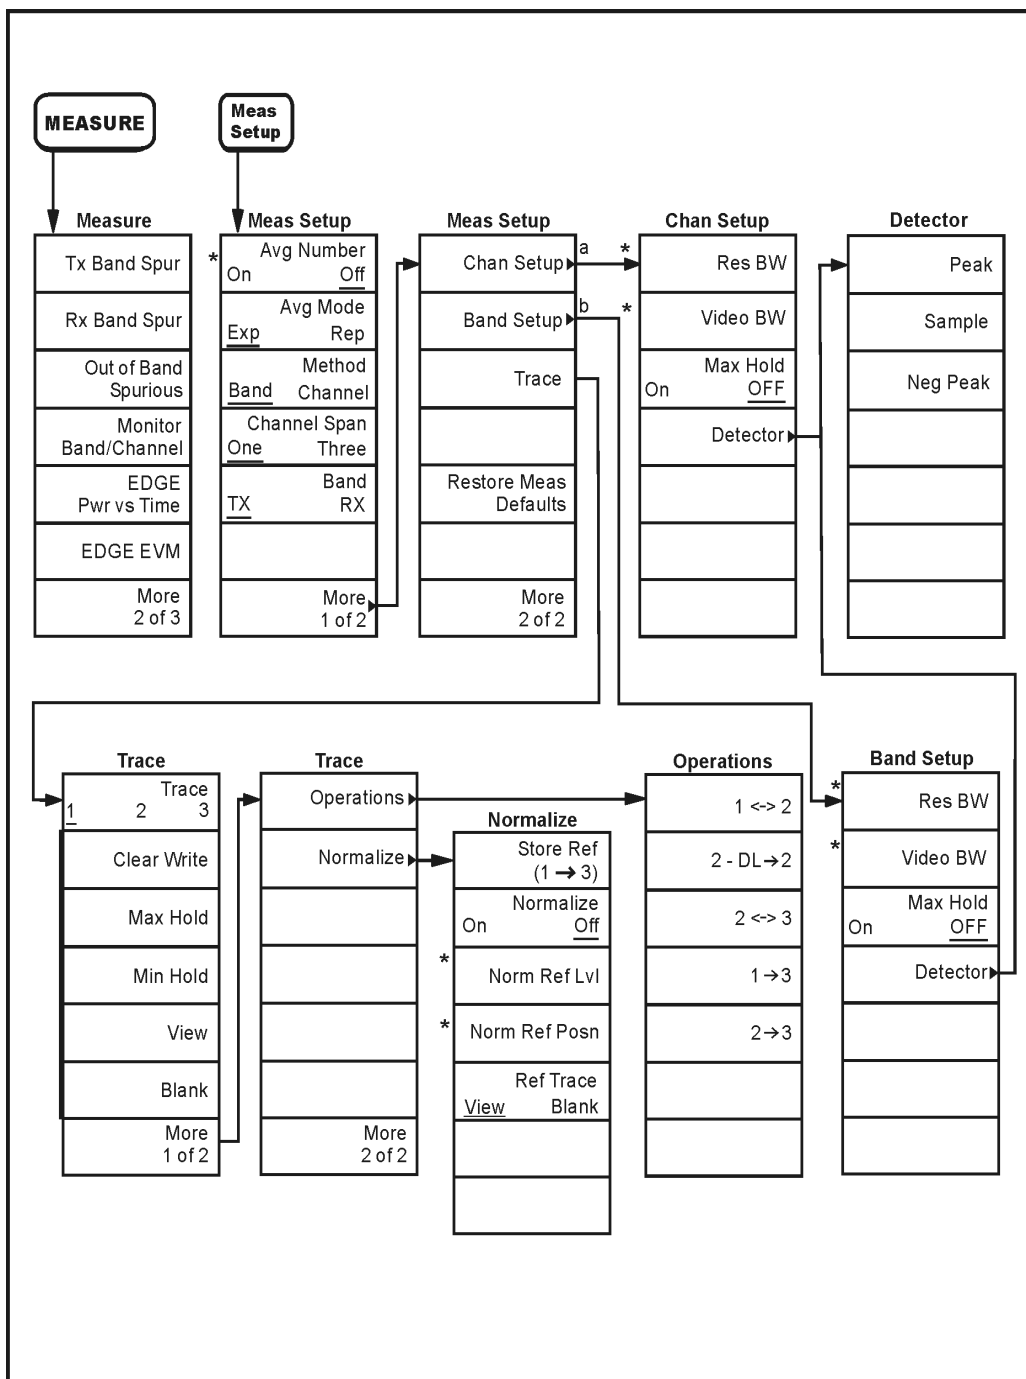 MEASURE
Meas
Setup
Measure
Tx Band Spur
Rx Band Spur
Out of Band
Spurious
Monitor
Band/Channel
EDGE
Pwr vs Time
EDGE EVM
More
2 of 3
Meas Setup
* Avg Number
On Off
Avg Mode
Exp Rep
Method
Band Channel
Channel Span
One Three
Band
TX RX
More
1 of 2
Meas Setup
Chan Setup a
Band Setup b
Trace
Restore Meas
Defaults
More
2 of 2
Chan Setup
* Res BW
* Video BW
Max Hold
On OFF
Detector
Detector
Peak
Sample
Neg Peak
Trace
Trace
1 2 3
Clear Write
Max Hold
Min Hold
View
Blank
More
1 of 2
Trace
Operations
Normalize
More
2 of 2
Normalize
Store Ref
(1 → 3)
Normalize
On Off
* Norm Ref Lvl
* Norm Ref Posn
Ref Trace
View Blank
Operations
1 <-> 2
2 - DL→2
2 <-> 3
1→3
2→3
Band Setup
* Res BW
* Video BW
Max Hold
On OFF
Detector